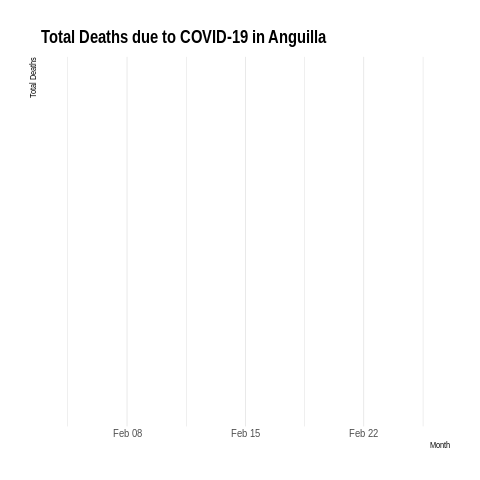 Total Deaths due to COVID-19 in Anguilla
Total Deaths
Feb 08
Feb 15
Feb 22
Month